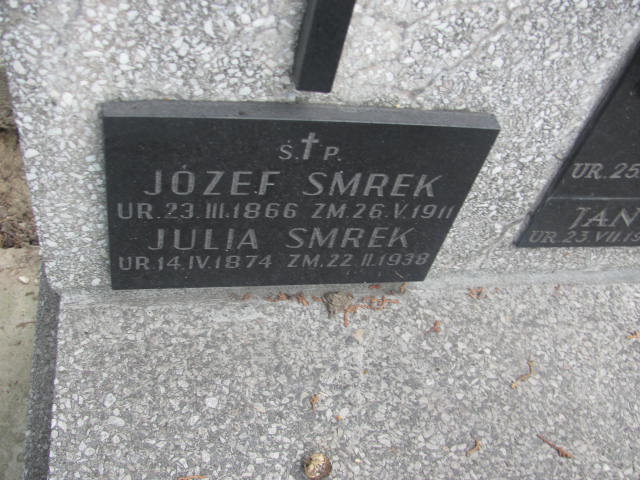 Ś.†P.
JÓZEF SMREK
UR.23.III.1866 ZM.26.V.1911
JULIA SMREK
UR.14.IV.1874 ZM.22.II.1938
UR.25.
UR.23.VII.19